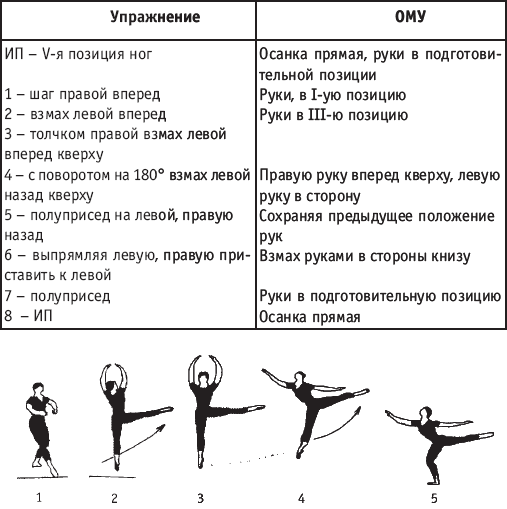 Упражнение ОМУ
ИП – V-я позиция ног Осанка прямая, руки в подготови-
тельной позиции
1 – шаг правой вперед Руки, в I-ую позицию
2 – взмах левой вперед Руки в III-ю позицию
3 – толчком правой взмах левой
вперед кверху
4 – с поворотом на 180° взмах левой Правую руку вперед кверху, левую
назад кверху руку в сторону
5 – полуприсед на левой, правую Сохраняя предыдущее положение
назад рук
6 – выпрямляя левую, правую при- Взмах руками в стороны книзу
ставить к левой
7 – полуприсед Руки в подготовительную позицию
8 – ИП Осанка прямая
1 2 3 4 5